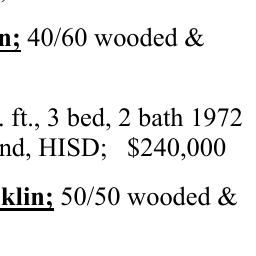 n; 40/60 wooded &
. ft., 3 bed, 2 bath 1972
nd, HISD; $240,000
klin; 50/50 wooded &